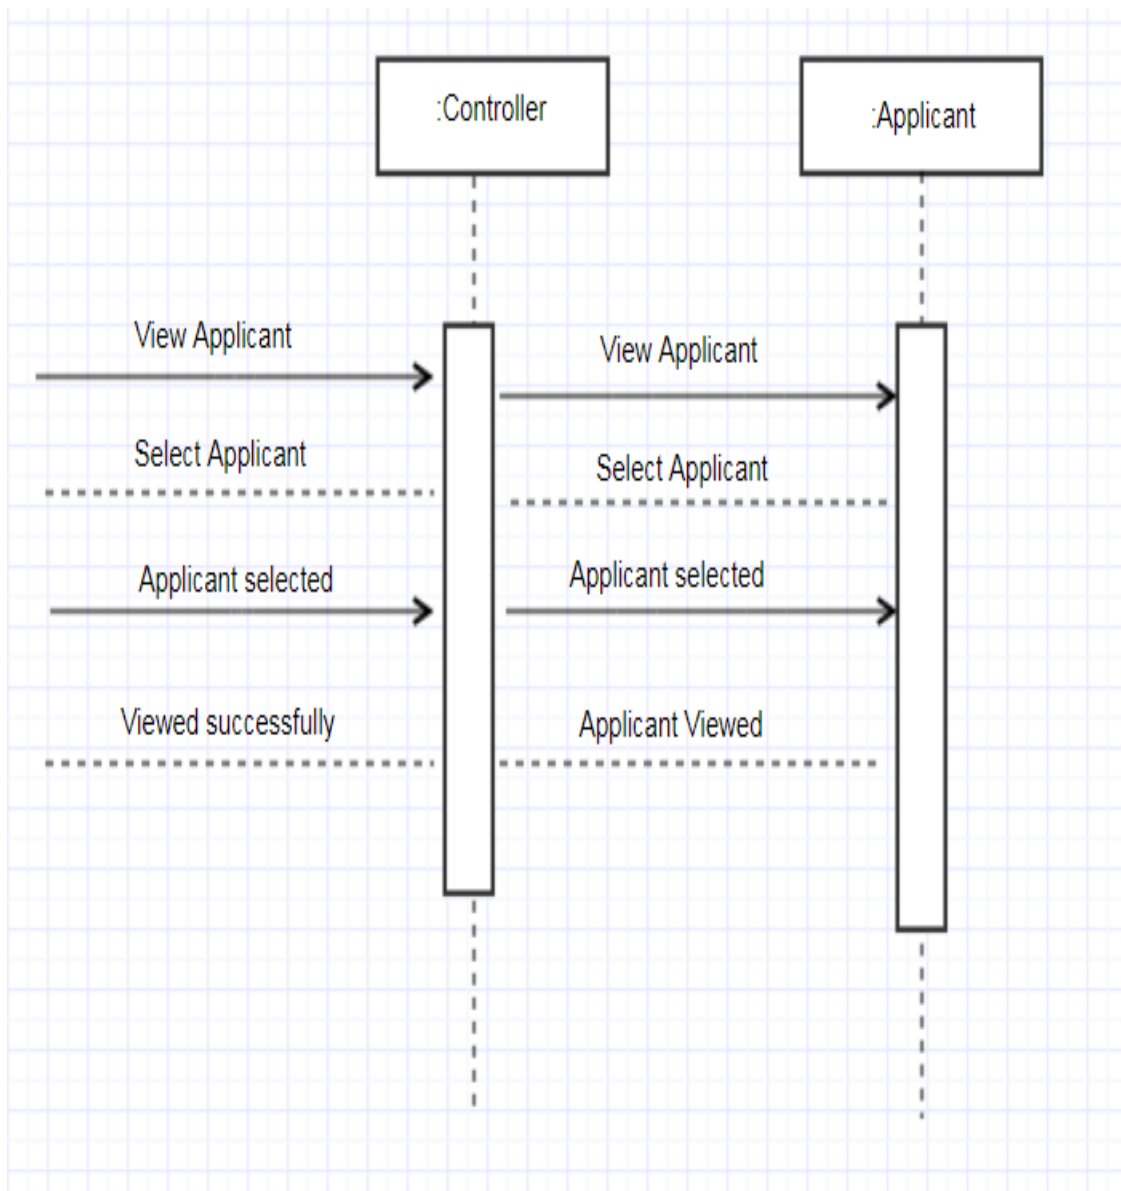 :Controller
:Applicant
View Applicant
View Applicant
Select Applicant
Select Applicant
Applicant selected
Applicant selected
Viewed successfully
Applicant Viewed